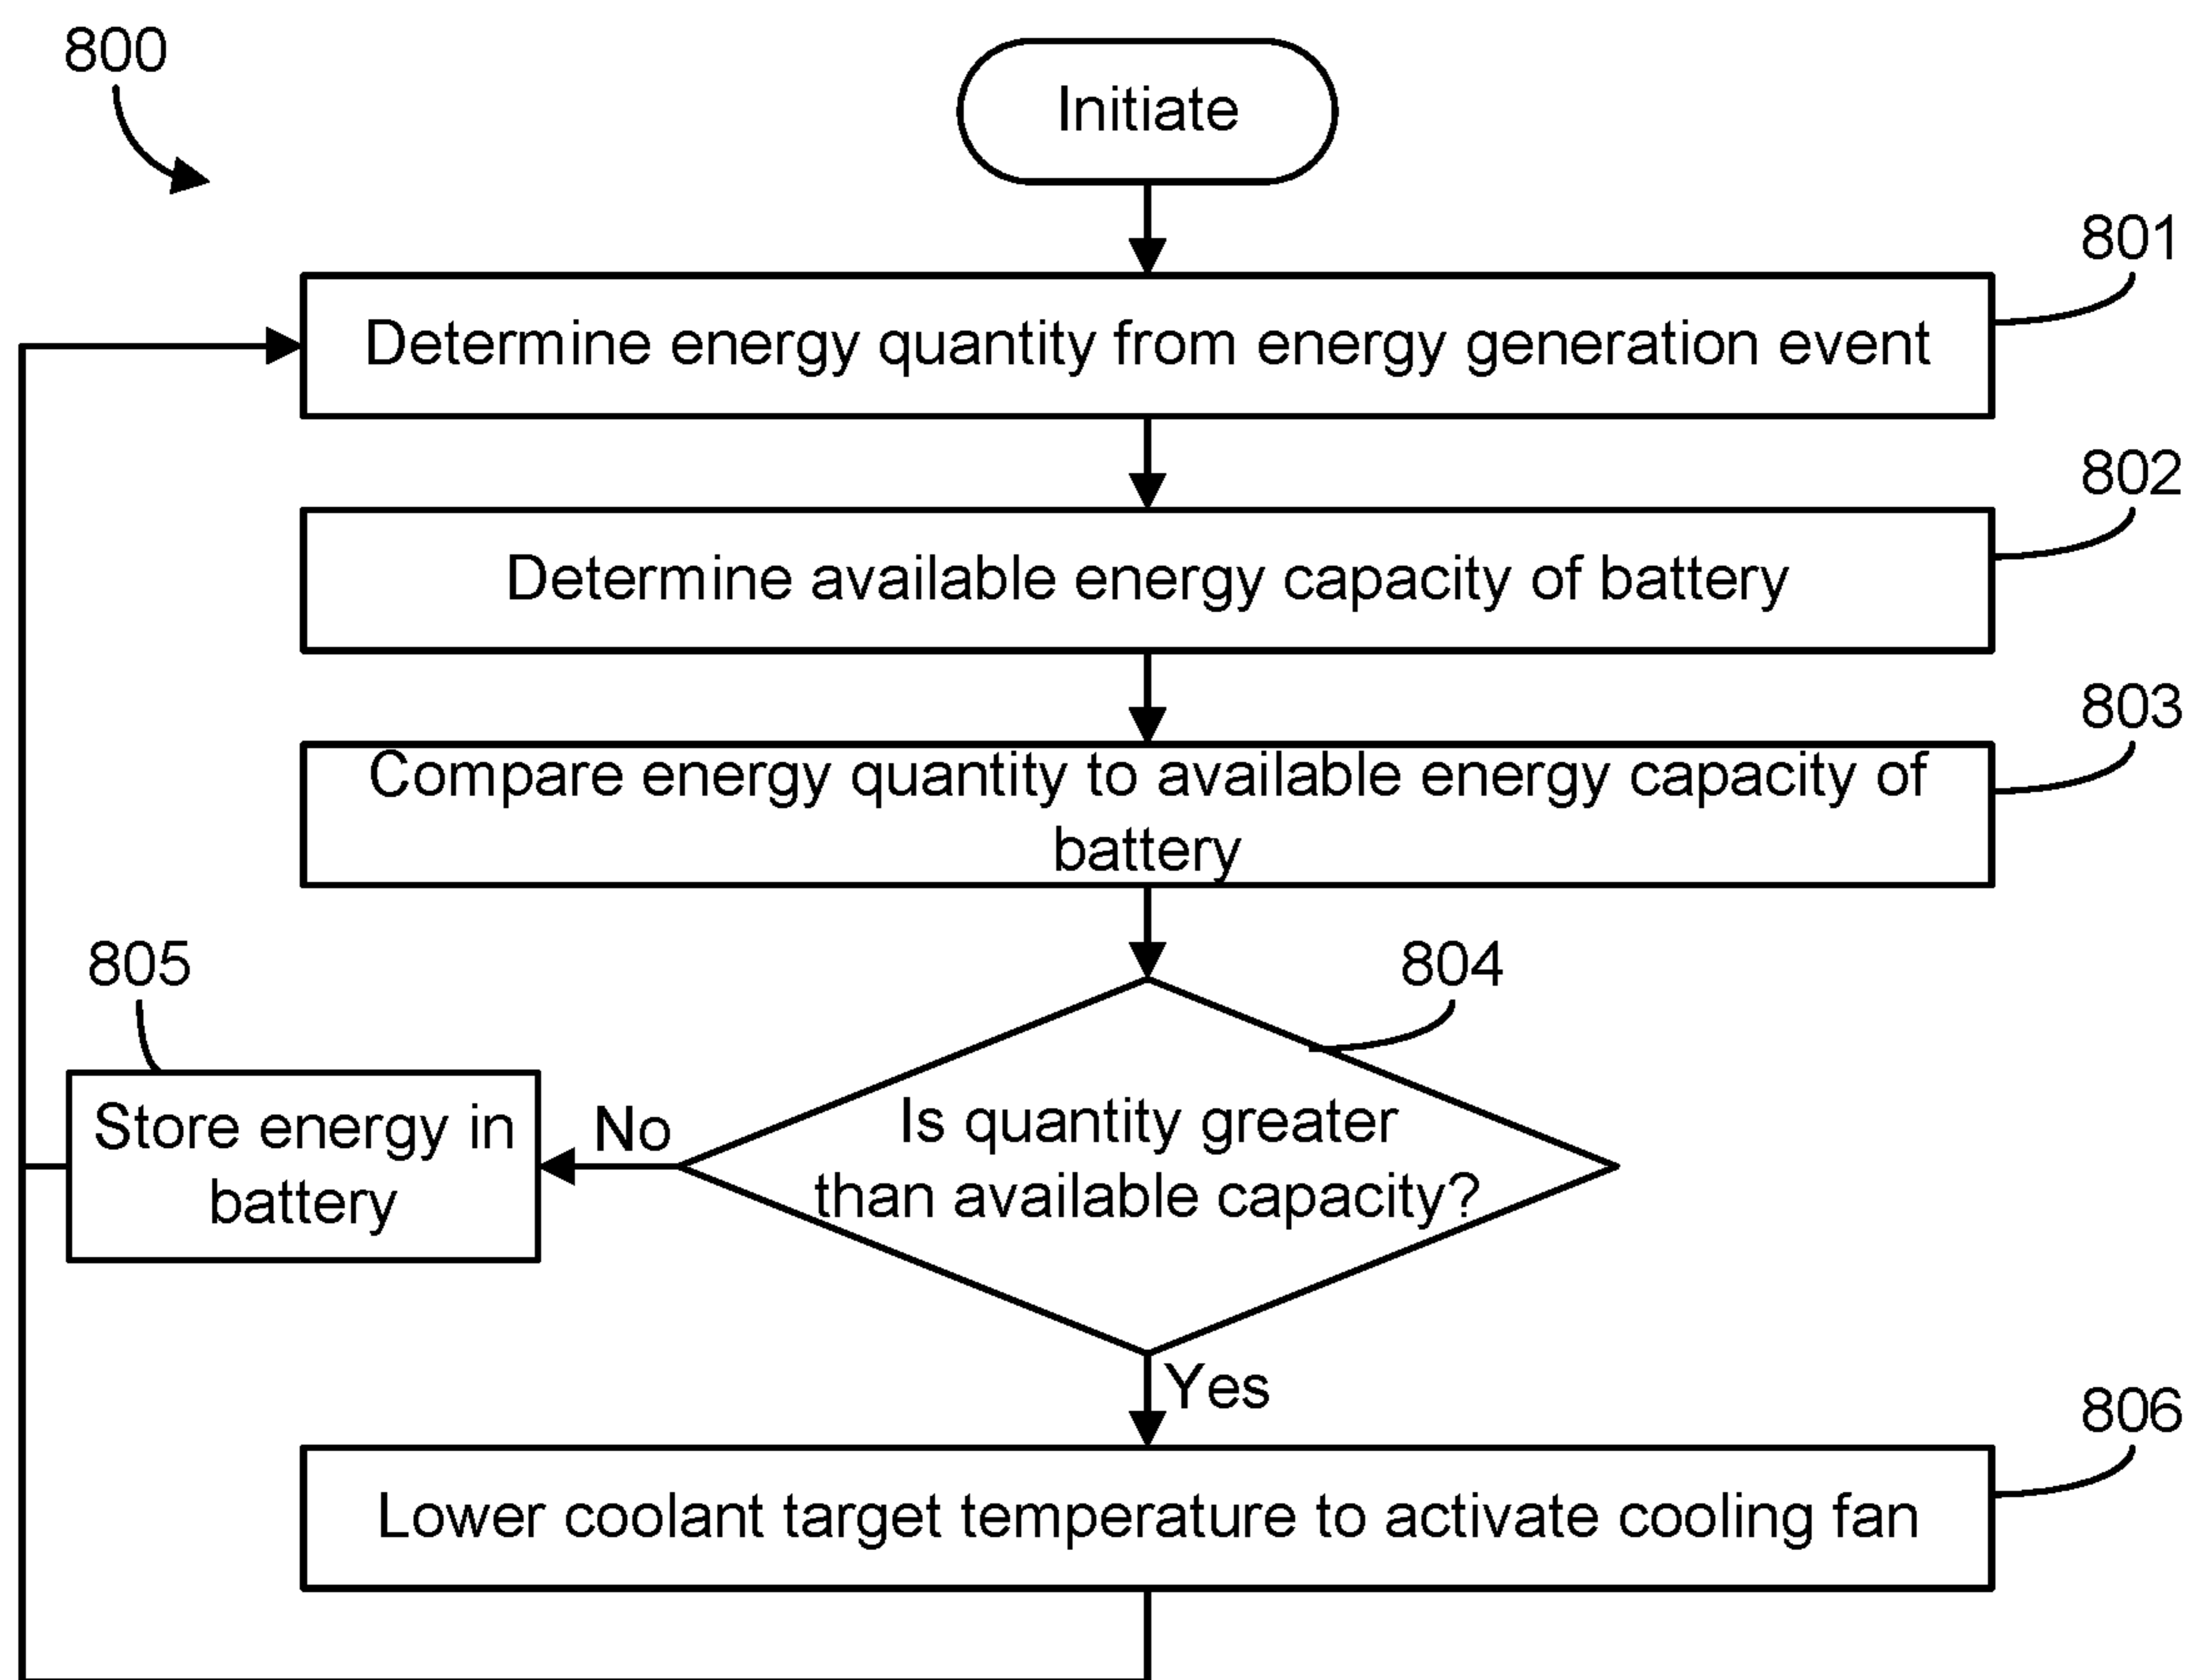 800
Initiate
801
Determine energy quantity from energy generation event
802
Determine available energy capacity of battery
803
Compare energy quantity to available energy capacity of
battery
805
804
Store energy in
battery
No
Is quantity greater
than available capacity?
Yes
806
Lower coolant target temperature to activate cooling fan